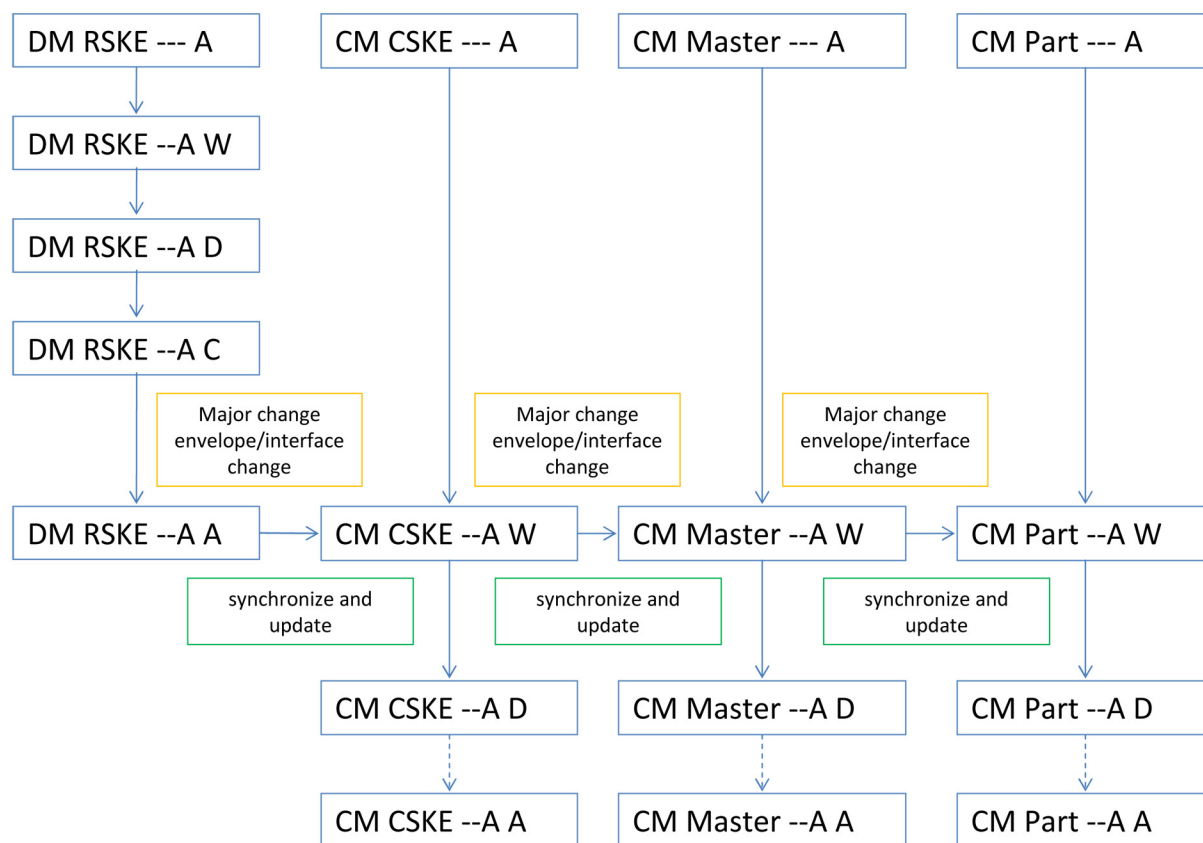 DM RSKE --- A
CM CSKE --- A
CM Master --- A
CM Part --- A
DM RSKE --A W
DM RSKE --A D
DM RSKE --A C
Major change
envelope/interface
change
Major change
envelope/interface
change
Major change
envelope/interface
change
DM RSKE --A A
CM CSKE --A W
CM Master --A W
CM Part --A W
synchronize and
update
synchronize and
update
synchronize and
update
CM CSKE --A D
CM Master --A D
CM Part --A D
CM CSKE --A A
CM Master --A A
CM Part --A A